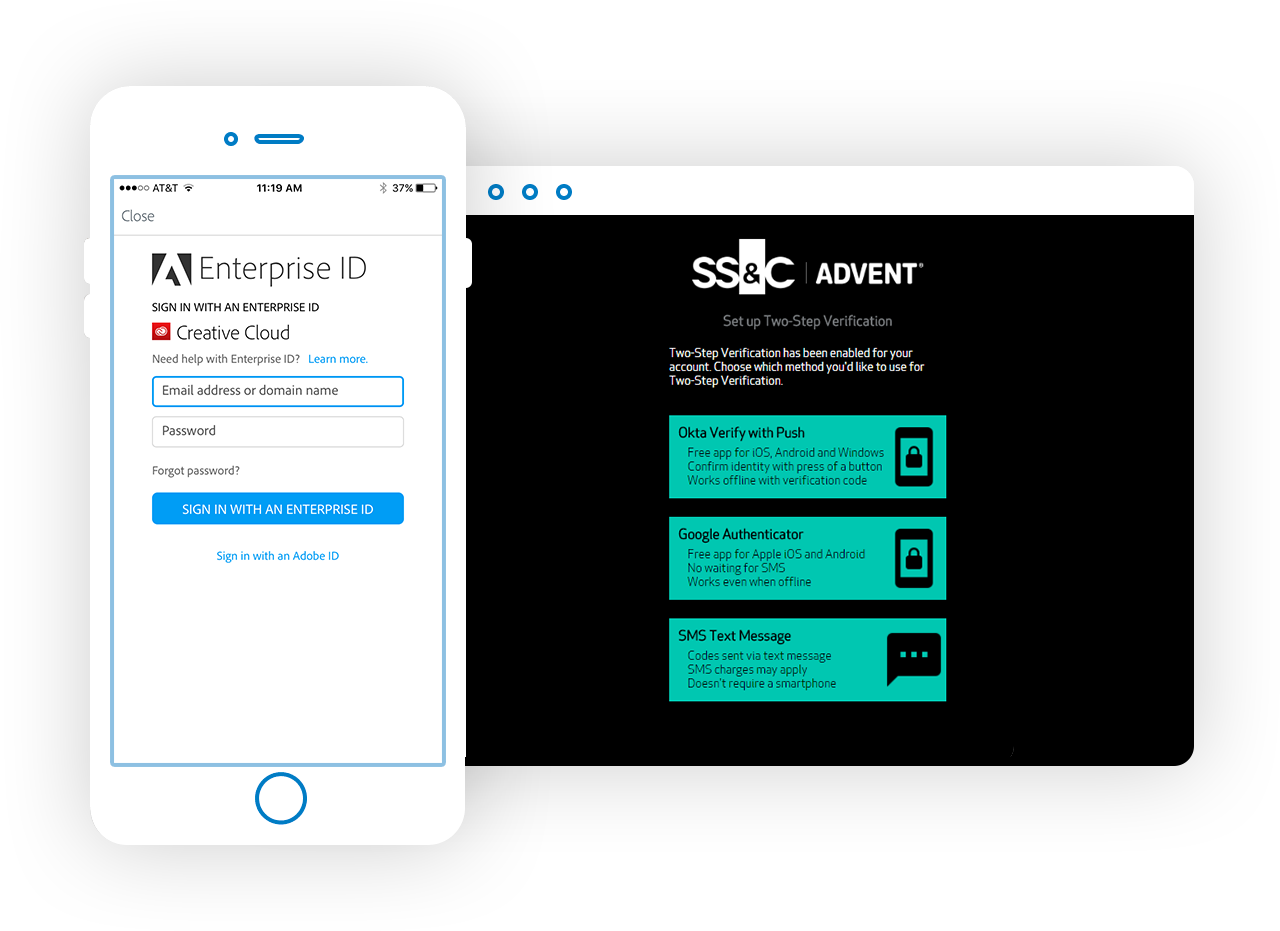 AT&T 11:19 AM 37%
Close
Enterprise ID
SIGN IN WITH AN ENTERPRISE ID
Creative Cloud
Need help with Enterprise ID? Learn more.
Email address or domain name
Password
Forgot password?
SIGN IN WITH AN ENTERPRISE ID
Sign in with an Adobe ID
SS&C | ADVENT®
Set up Two-Step Verification
Two-Step Verification has been enabled for your
account. Choose which method you'd like to use for
Two-Step Verification.
Okta Verify with Push
Free app for iOS, Android and Windows
Confirm identity with press of a button
Works offline with verification code
Google Authenticator
Free app for Apple iOS and Android
No waiting for SMS
Works even when offline
SMS Text Message
Codes sent via text message
SMS charges may apply
Doesn't require a smartphone